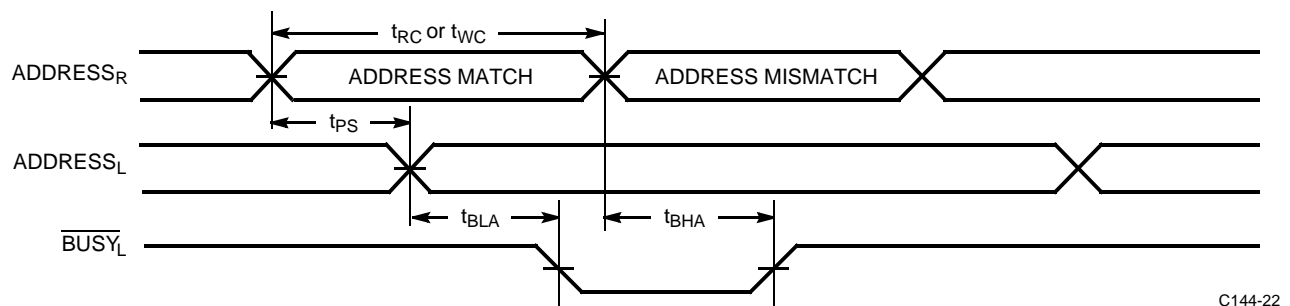 tRC or tWC
ADDRESSR ADDRESS MATCH ADDRESS MISMATCH
tPS
ADDRESSL
tBLA tBHA
BUSYL
C144-22